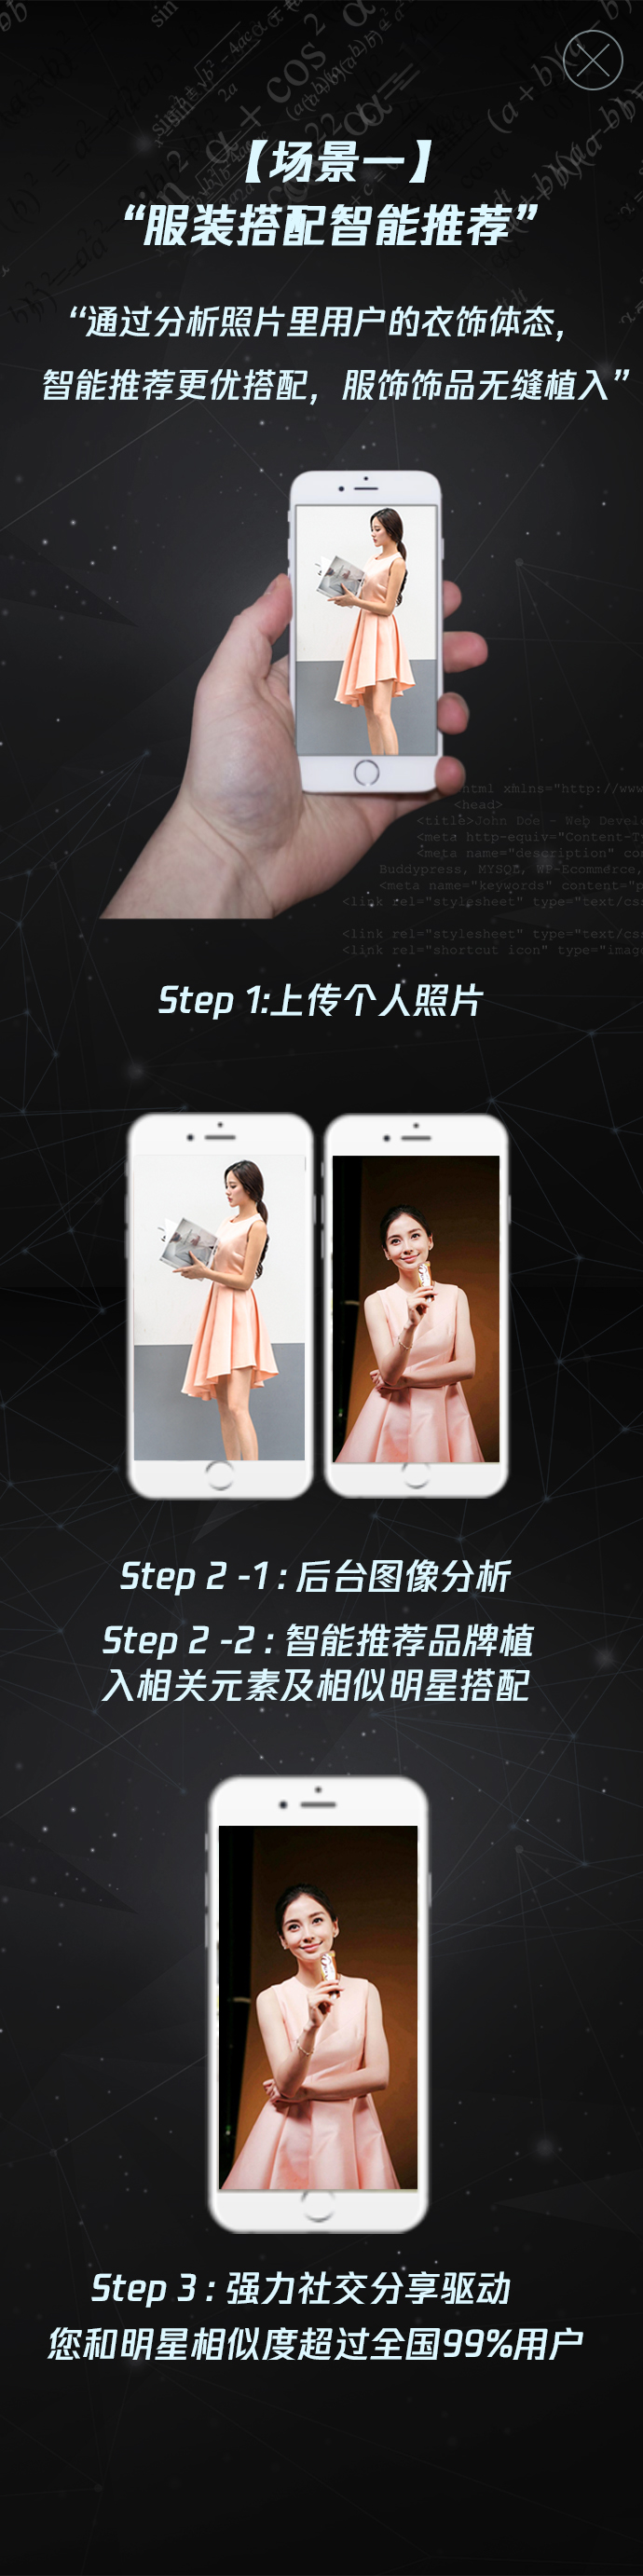 【场景一】
“服装搭配智能推荐”
“通过分析照片里用户的衣饰体态,
智能推荐更优搭配, 服饰饰品无缝植入”
html xmlns="http://www
<head>
<title>John Doe - Web Devel
<meta http-equiv="Content-T
<meta name="description" con
Buddypress, MYSQL, WP-Ecommerce,
<meta name="keywords" content="p
<link rel="stylesheet" type="text/css
<link rel="stylesheet" type="text/css
<link rel="shortcut icon" type="imag
Step 1:上传个人照片
Step 2 -1 : 后台图像分析
Step 2 -2 : 智能推荐品牌植
入相关元素及相似明星搭配
Step 3 : 强力社交分享驱动
您和明星相似度超过全国99%用户